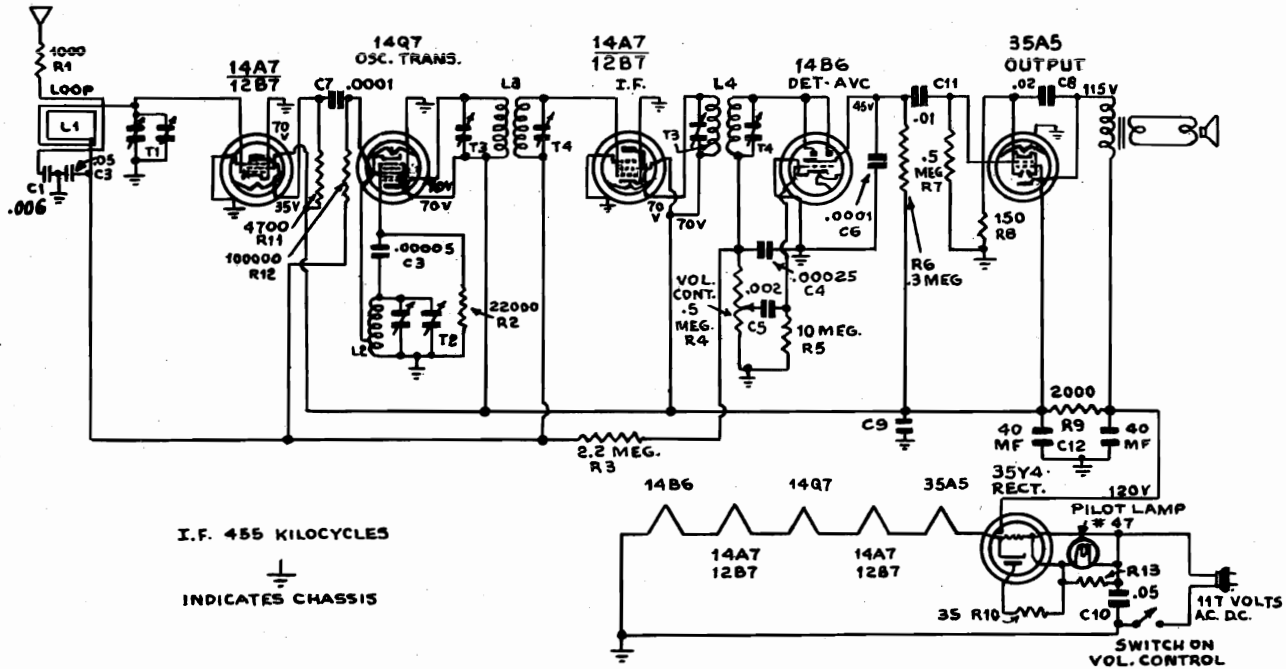 1000
R1
LOOP
L1
T1
C1
.006
.05
C3
14A7
12B7
70
V
35V
4700
R11
100000
R12
C7
.0001
14Q7
OSC. TRANS.
70V
70V
.00005
C3
22000
R2
L2
T2
L3
T3
T4
14A7
12B7
I.F.
70
V
70V
L4
T3
T4
14B6
DET-AVC
45V
.0001
C6
.00025
C4
VOL.
CONT.
.5
MEG.
R4
.002
C5
10 MEG.
R5
C11
.01
R6
.3 MEG
.5
MEG
R7
35A5
OUTPUT
.02
C8
150
R8
115V
2.2 MEG.
R3
C9
2000
R9
40
MF
C12
40
MF
14B6
14A7
12B7
14Q7
14A7
12B7
35A5
35Y4
RECT.
120V
PILOT LAMP
# 47
R13
.05
C10
35 R10
117 VOLTS
A.C. D.C.
SWITCH ON
VOL. CONTROL
I.F. 455 KILOCYCLES
INDICATES CHASSIS